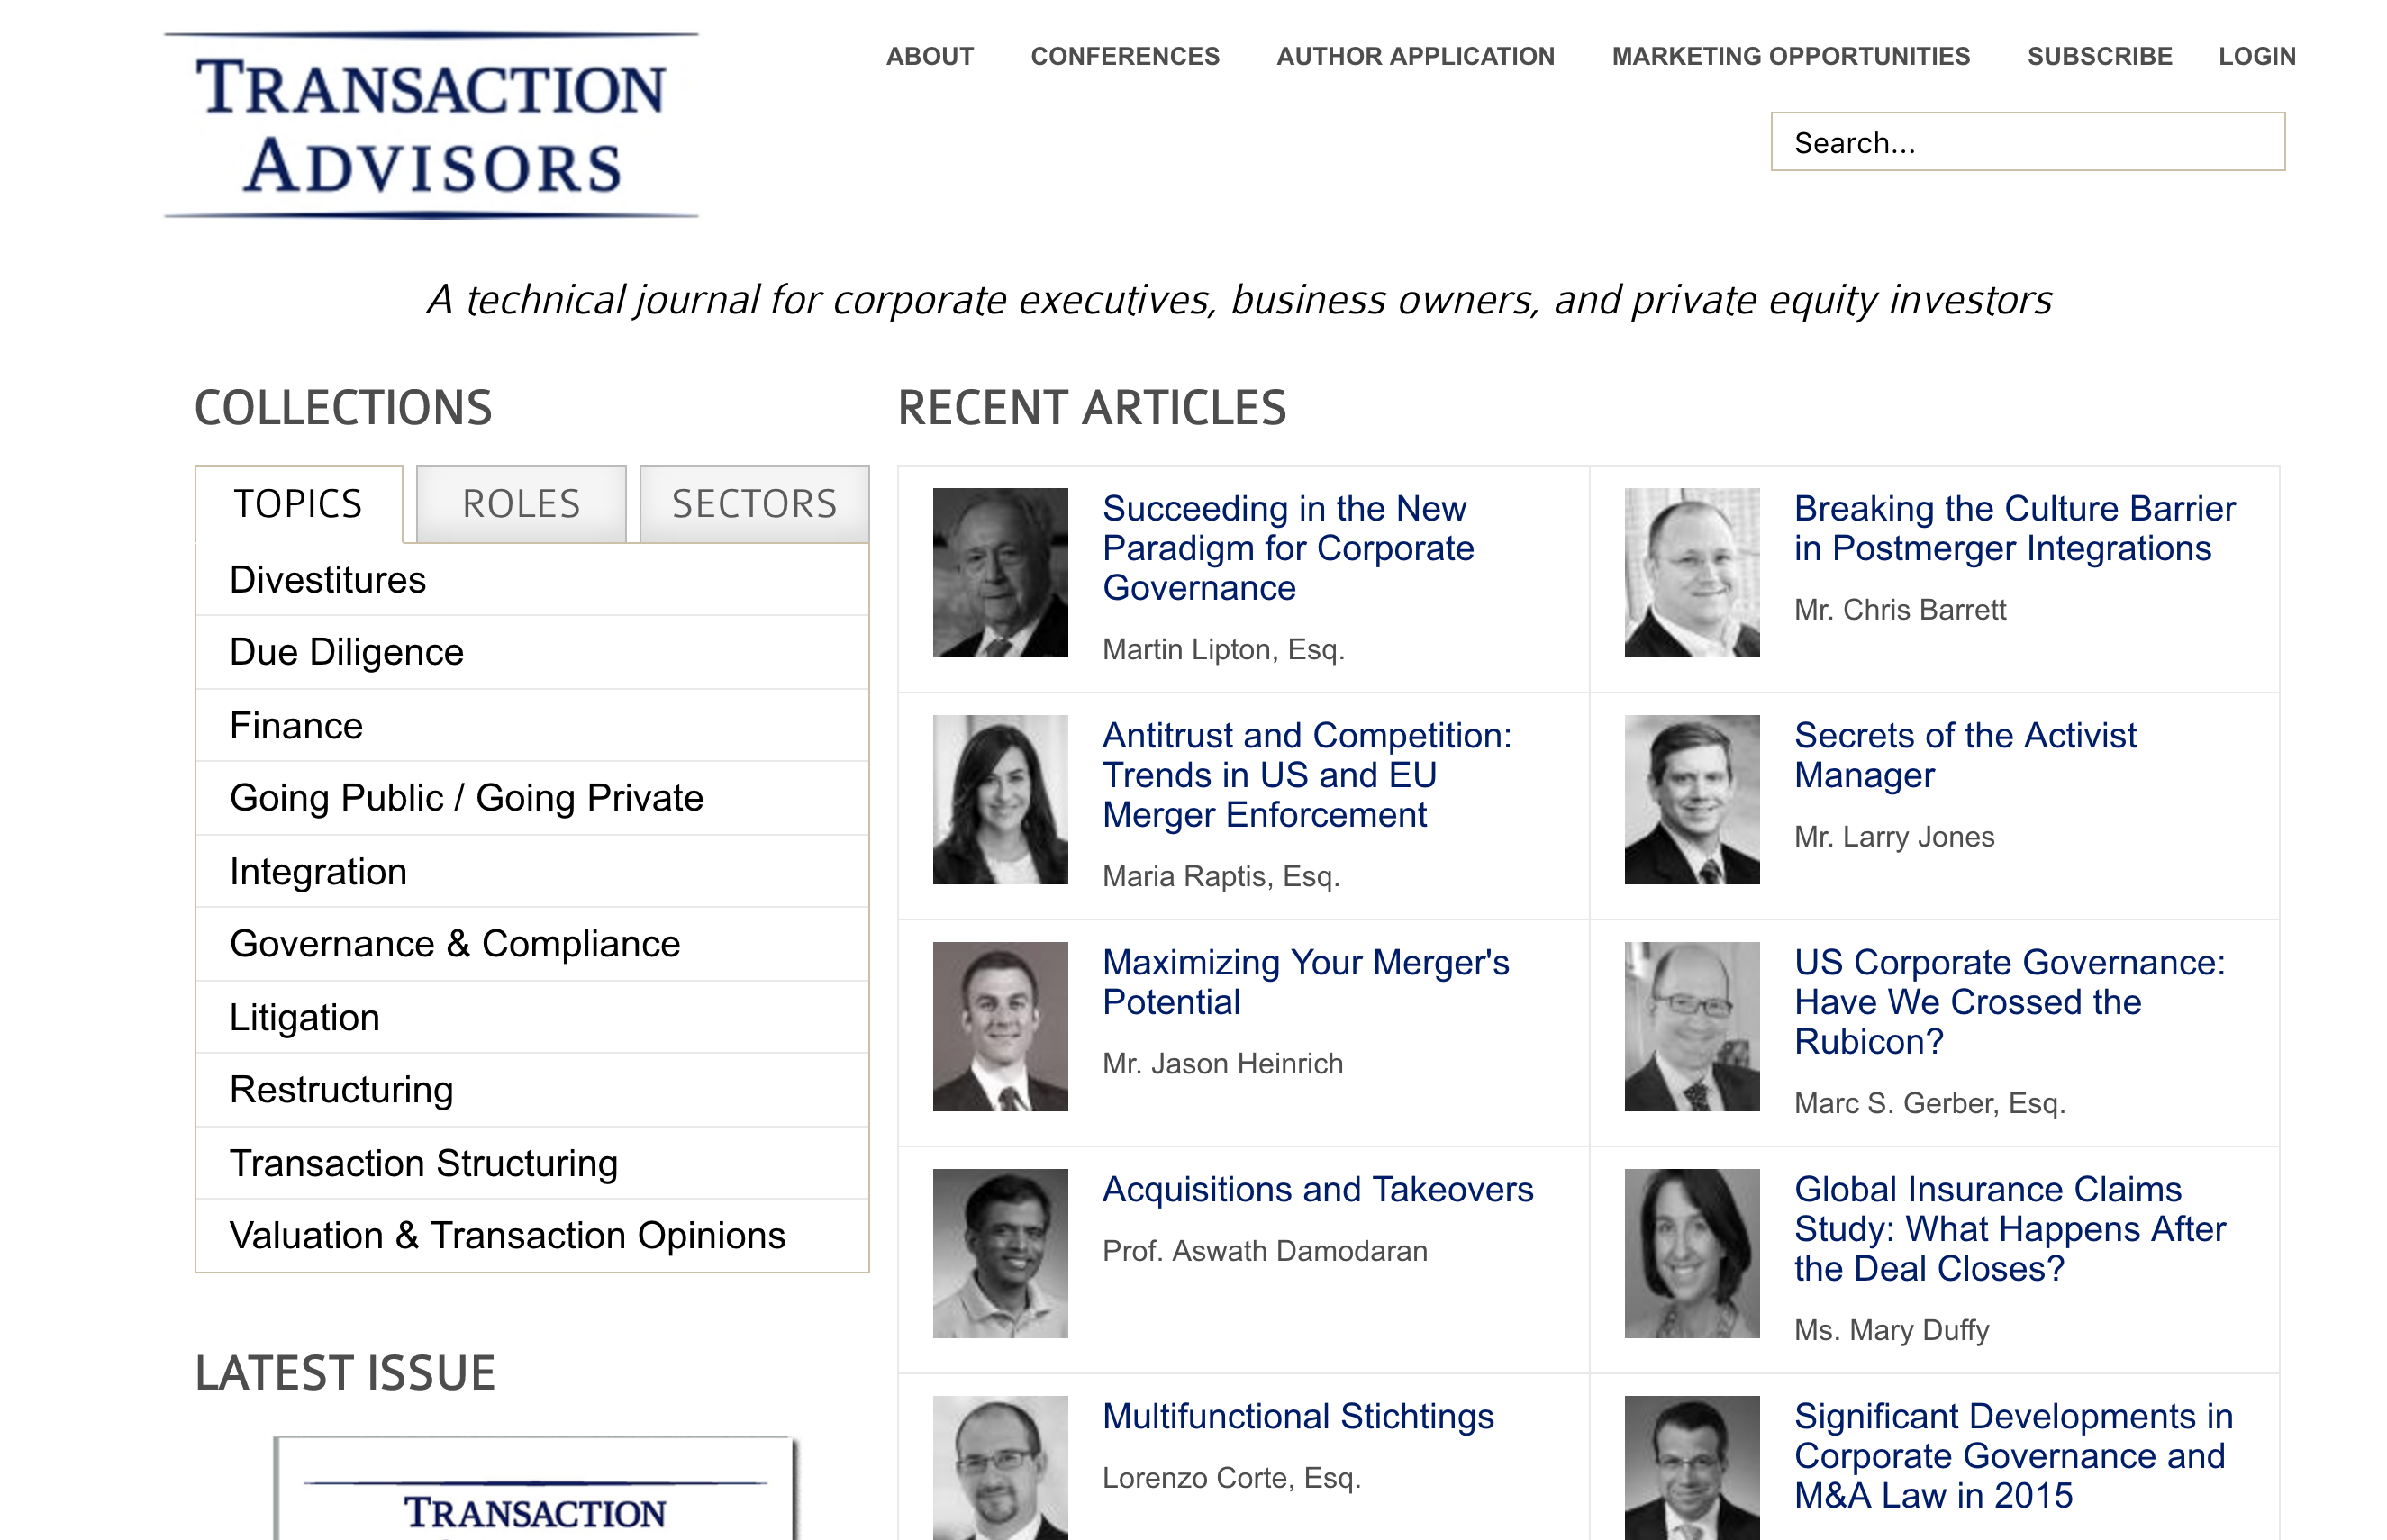 TRANSACTION
ADVISORS
ABOUT CONFERENCES AUTHOR APPLICATION MARKETING OPPORTUNITIES SUBSCRIBE LOGIN
Search...
A technical journal for corporate executives, business owners, and private equity investors
COLLECTIONS
TOPICS ROLES SECTORS
Divestitures
Due Diligence
Finance
Going Public / Going Private
Integration
Governance & Compliance
Litigation
Restructuring
Transaction Structuring
Valuation & Transaction Opinions
LATEST ISSUE
TRANSACTION
RECENT ARTICLES
Succeeding in the New
Paradigm for Corporate
Governance
Martin Lipton, Esq.
Breaking the Culture Barrier
in Postmerger Integrations
Mr. Chris Barrett
Antitrust and Competition:
Trends in US and EU
Merger Enforcement
Maria Raptis, Esq.
Secrets of the Activist
Manager
Mr. Larry Jones
Maximizing Your Merger's
Potential
Mr. Jason Heinrich
US Corporate Governance:
Have We Crossed the
Rubicon?
Marc S. Gerber, Esq.
Acquisitions and Takeovers
Prof. Aswath Damodaran
Global Insurance Claims
Study: What Happens After
the Deal Closes?
Ms. Mary Duffy
Multifunctional Stichtings
Lorenzo Corte, Esq.
Significant Developments in
Corporate Governance and
M&A Law in 2015